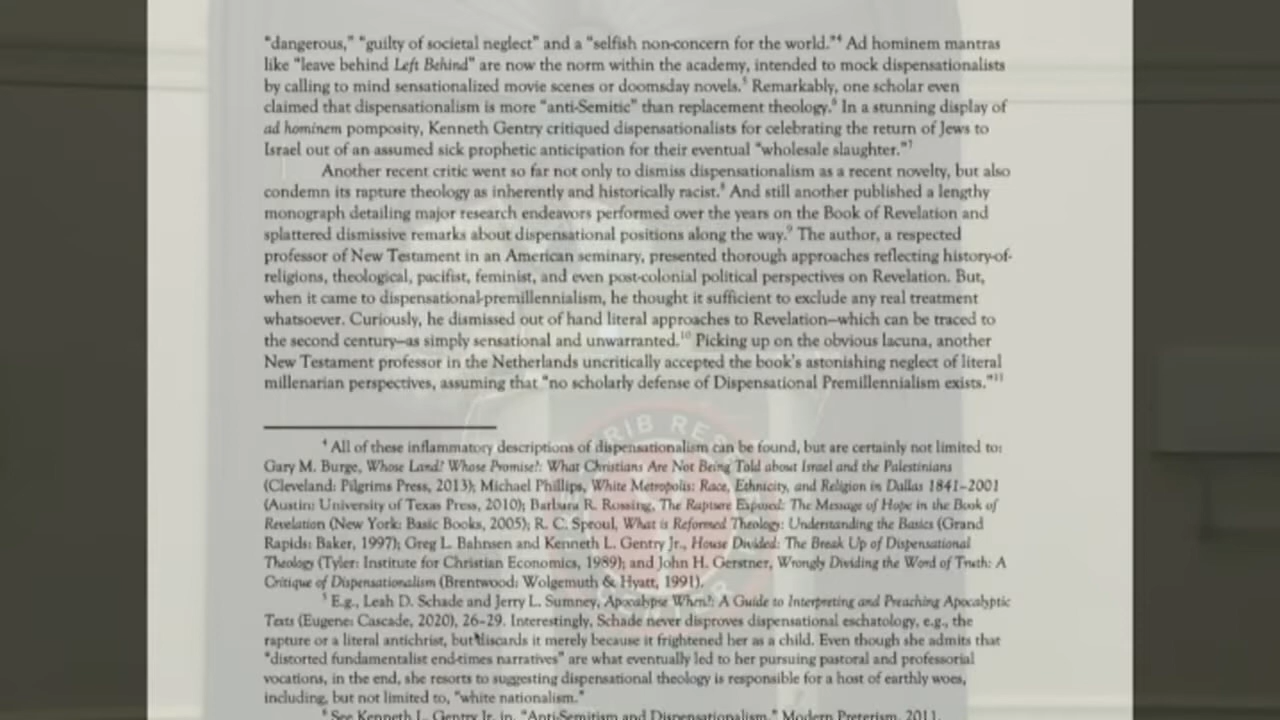 "dangerous," "guilty of societal neglect" and a "selfish non-concern for the world."⁴ Ad hominem mantras
like "leave behind Left Behind" are now the norm within the academy, intended to mock dispensationalists
by calling to mind sensationalized movie scenes or doomsday novels.⁵ Remarkably, one scholar even
claimed that dispensationalism is more "anti-Semitic" than replacement theology.⁶ In a stunning display of
ad hominem pomposity, Kenneth Gentry critiqued dispensationalists for celebrating the return of Jews to
Israel out of an assumed sick prophetic anticipation for their eventual "wholesale slaughter."⁷
Another recent critic went so far not only to dismiss dispensationalism as a recent novelty, but also
condemn its rapture theology as inherently and historically racist.⁸ And still another published a lengthy
monograph detailing major research endeavors performed over the years on the Book of Revelation and
splattered dismissive remarks about dispensational positions along the way.⁹ The author, a respected
professor of New Testament in an American seminary, presented thorough approaches reflecting history-of-
religions, theological, pacifist, feminist, and even post-colonial political perspectives on Revelation. But,
when it came to dispensational-premillennialism, he thought it sufficient to exclude any real treatment
whatsoever. Curiously, he dismissed out of hand literal approaches to Revelation—which can be traced to
the second century—as simply sensational and unwarranted.¹⁰ Picking up on the obvious lacuna, another
New Testament professor in the Netherlands uncritically accepted the book's astonishing neglect of literal
millenarian perspectives, assuming that "no scholarly defense of Dispensational Premillennialism exists."¹¹
⁴ All of these inflammatory descriptions of dispensationalism can be found, but are certainly not limited to:
Gary M. Burge, Whose Land? Whose Promise?: What Christians Are Not Being Told about Israel and the Palestinians
(Cleveland: Pilgrims Press, 2013); Michael Phillips, White Metropolis: Race, Ethnicity, and Religion in Dallas 1841–2001
(Austin: University of Texas Press, 2010); Barbara R. Rossing, The Rapture Exposed: The Message of Hope in the Book of
Revelation (New York: Basic Books, 2005); R. C. Sproul, What is Reformed Theology: Understanding the Basics (Grand
Rapids: Baker, 1997); Greg L. Bahnsen and Kenneth L. Gentry Jr., House Divided: The Break Up of Dispensational
Theology (Tyler: Institute for Christian Economics, 1989); and John H. Gerstner, Wrongly Dividing the Word of Truth: A
Critique of Dispensationalism (Brentwood: Wolgemuth & Hyatt, 1991).
⁵ E.g., Leah D. Schade and Jerry L. Sumney, Apocalypse When?: A Guide to Interpreting and Preaching Apocalyptic
Texts (Eugene: Cascade, 2020), 26–29. Interestingly, Schade never disproves dispensational eschatology, e.g., the
rapture or a literal antichrist, but discards it merely because it frightened her as a child. Even though she admits that
"distorted fundamentalist end-times narratives" are what eventually led to her pursuing pastoral and professorial
vocations, in the end, she resorts to suggesting dispensational theology is responsible for a host of earthly woes,
including, but not limited to, "white nationalism."
⁶ See Kenneth L. Gentry Jr. in, "Anti-Semitism and Dispensationalism," Modern Preterism, 2011.